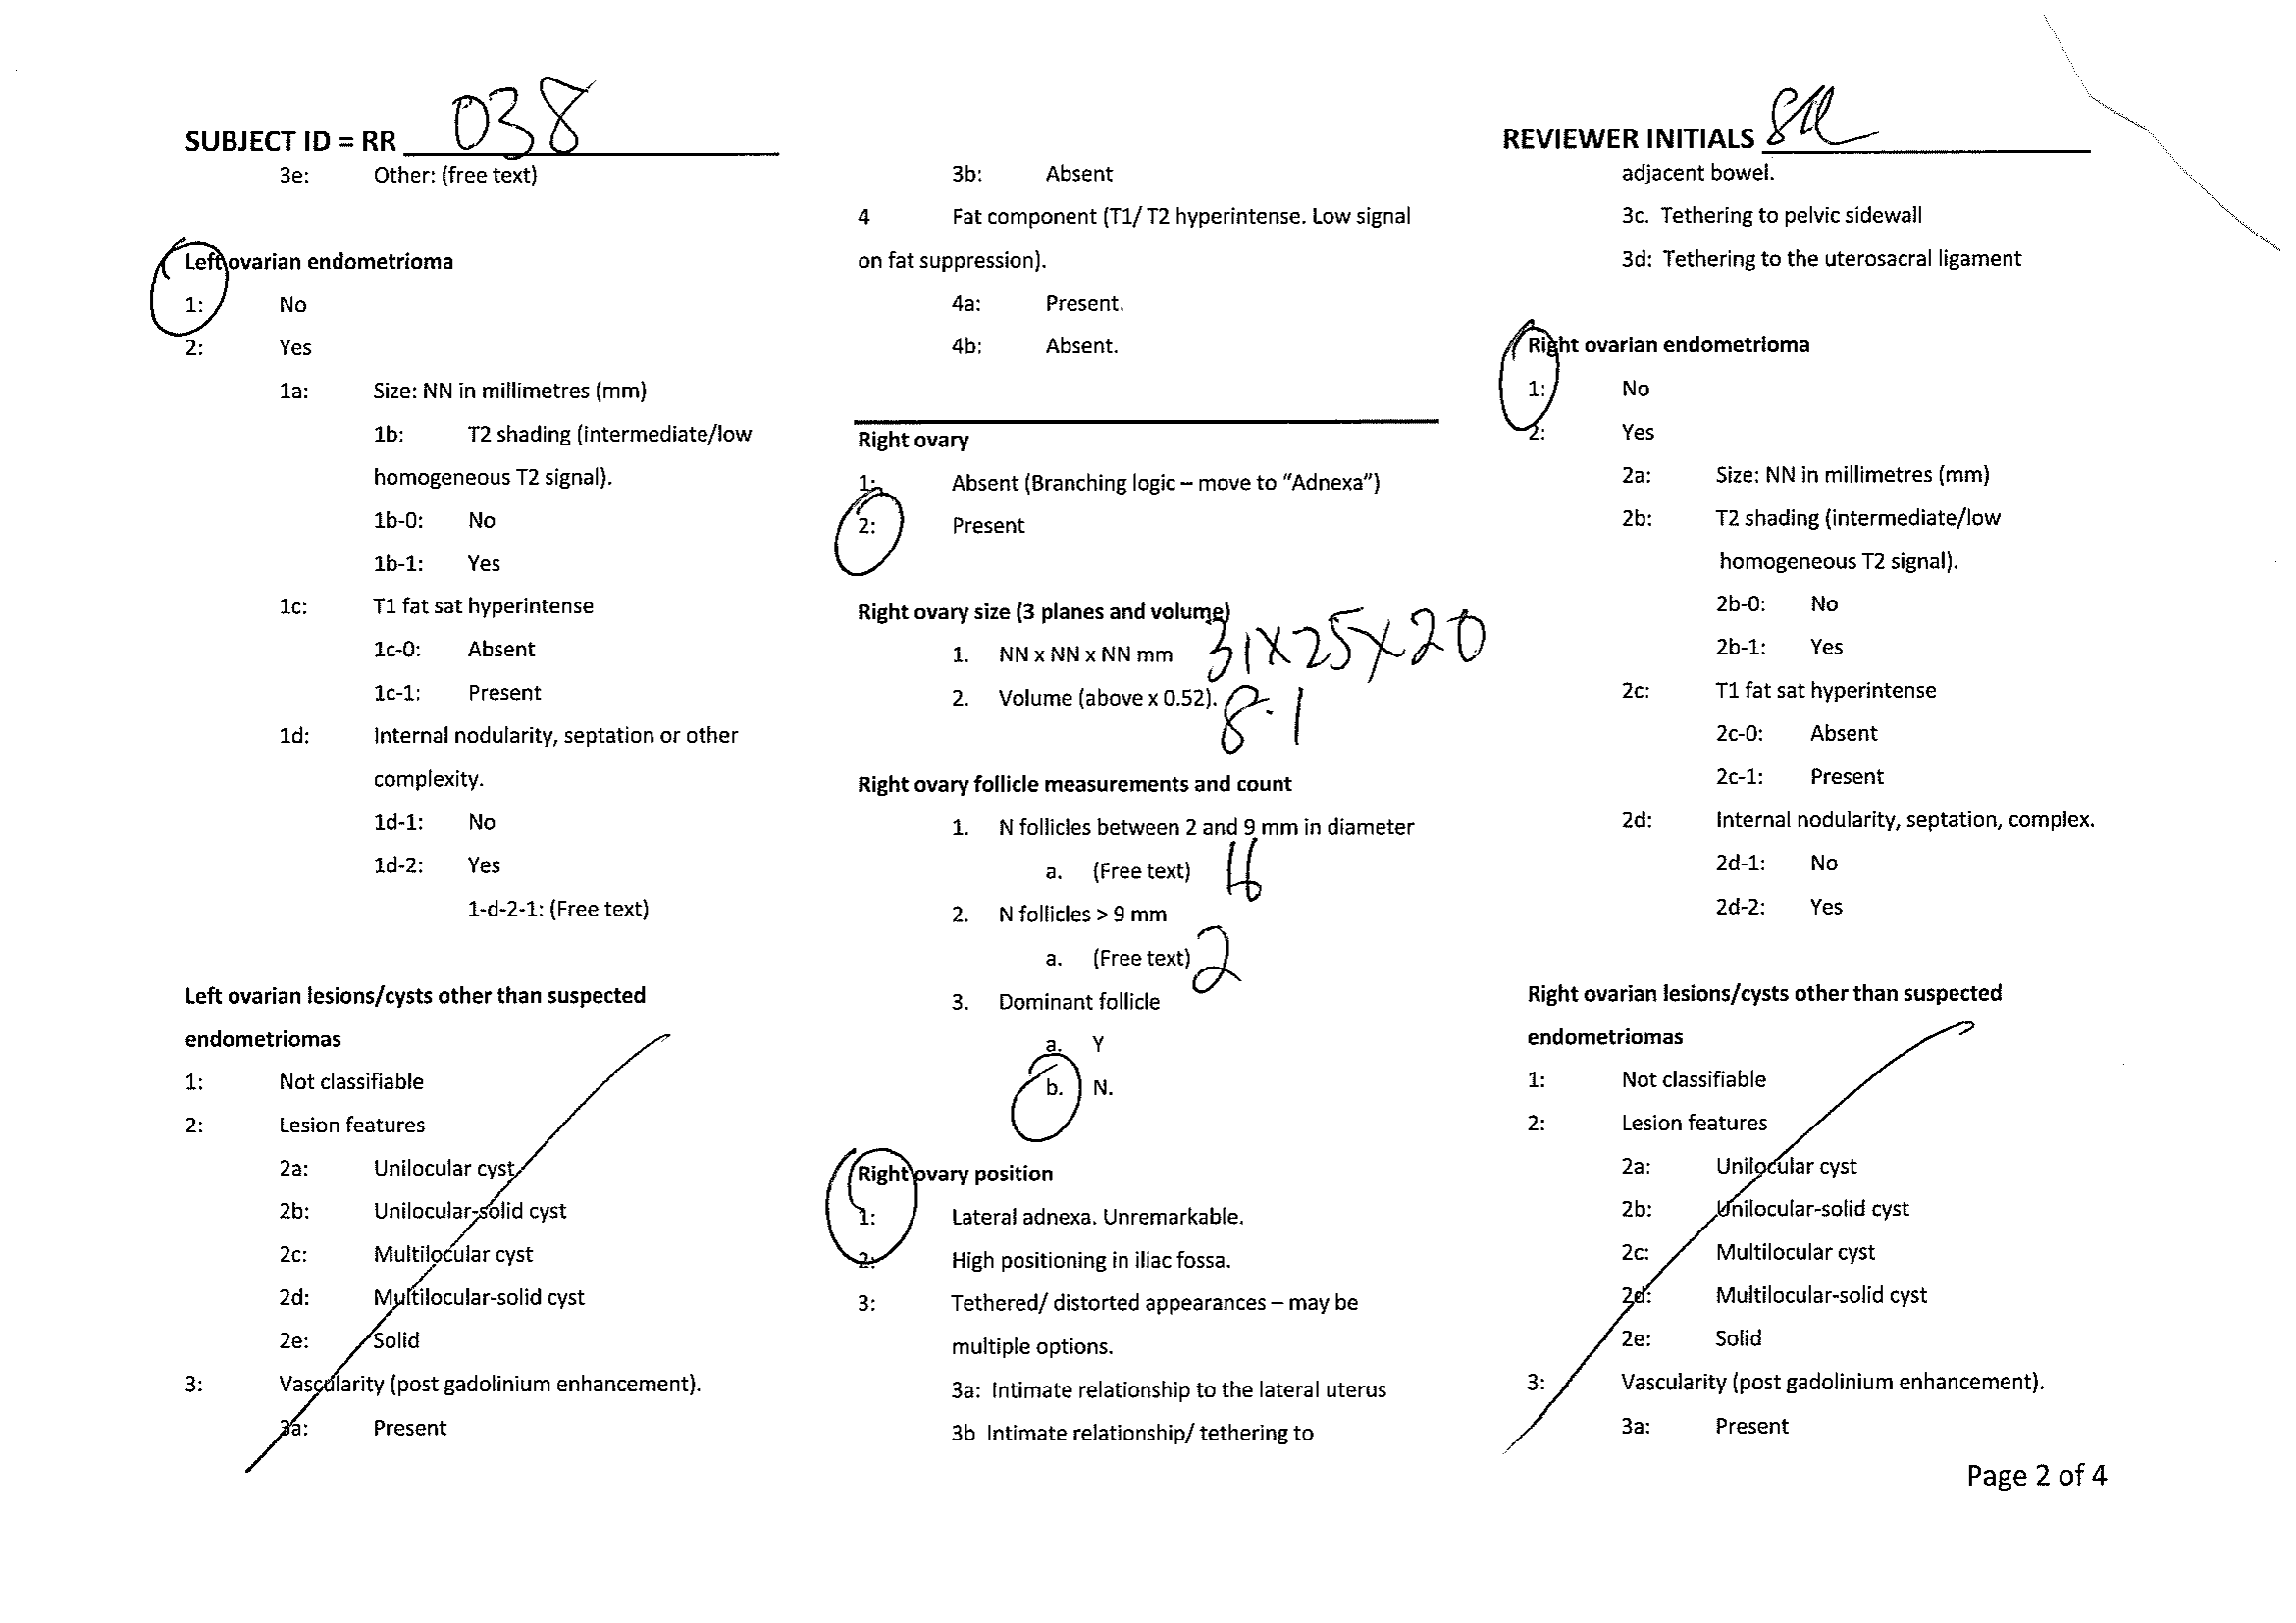 SUBJECT ID = RR 038
3e: Other: (free text)
Left ovarian endometrioma
1: No
2: Yes
1a: Size: NN in millimetres (mm)
1b: T2 shading (intermediate/low
homogeneous T2 signal).
1b-0: No
1b-1: Yes
1c: T1 fat sat hyperintense
1c-0: Absent
1c-1: Present
1d: Internal nodularity, septation or other
complexity.
1d-1: No
1d-2: Yes
1-d-2-1: (Free text)
Left ovarian lesions/cysts other than suspected
endometriomas
1: Not classifiable
2: Lesion features
2a: Unilocular cyst
2b: Unilocular-solid cyst
2c: Multilocular cyst
2d: Multilocular-solid cyst
2e: Solid
3: Vascularity (post gadolinium enhancement).
3a: Present
3b: Absent
4 Fat component (T1/ T2 hyperintense. Low signal
on fat suppression).
4a: Present.
4b: Absent.
Right ovary
1: Absent (Branching logic – move to “Adnexa”)
2: Present
Right ovary size (3 planes and volume)
1. NN x NN x NN mm 31x25x20
2. Volume (above x 0.52). 8.1
Right ovary follicle measurements and count
1. N follicles between 2 and 9 mm in diameter
a. (Free text) 16
2. N follicles > 9 mm
a. (Free text) 2
3. Dominant follicle
a. Y
b. N.
Right ovary position
1: Lateral adnexa. Unremarkable.
2: High positioning in iliac fossa.
3: Tethered/ distorted appearances – may be
multiple options.
3a: Intimate relationship to the lateral uterus
3b Intimate relationship/ tethering to
REVIEWER INITIALS
adjacent bowel.
3c. Tethering to pelvic sidewall
3d: Tethering to the uterosacral ligament
Right ovarian endometrioma
1: No
2: Yes
2a: Size: NN in millimetres (mm)
2b: T2 shading (intermediate/low
homogeneous T2 signal).
2b-0: No
2b-1: Yes
2c: T1 fat sat hyperintense
2c-0: Absent
2c-1: Present
2d: Internal nodularity, septation, complex.
2d-1: No
2d-2: Yes
Right ovarian lesions/cysts other than suspected
endometriomas
1: Not classifiable
2: Lesion features
2a: Unilocular cyst
2b: Unilocular-solid cyst
2c: Multilocular cyst
2d: Multilocular-solid cyst
2e: Solid
3: Vascularity (post gadolinium enhancement).
3a: Present
Page 2 of 4